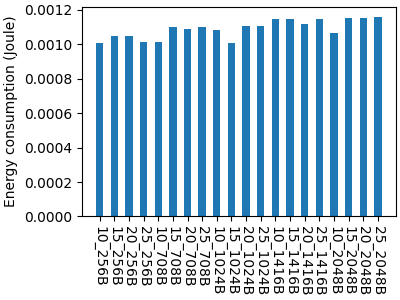 Energy consumption (Joule)
0.0012
0.0010
0.0008
0.0006
0.0004
0.0002
0.0000
10_256B
15_256B
20_256B
25_256B
10_708B
15_708B
20_708B
25_708B
10_1024B
15_1024B
20_1024B
25_1024B
10_1416B
15_1416B
20_1416B
25_1416B
10_2048B
15_2048B
20_2048B
25_2048B